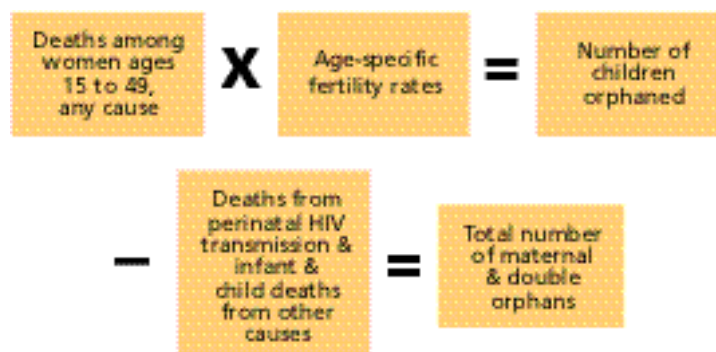 Deaths among
women ages
15 to 49,
any cause
X
Age-specific
fertility rates
=
Number of
children
orphaned
–
Deaths from
perinatal HIV
transmission &
infant &
child deaths
from other
causes
=
Total number
of maternal
& double
orphans